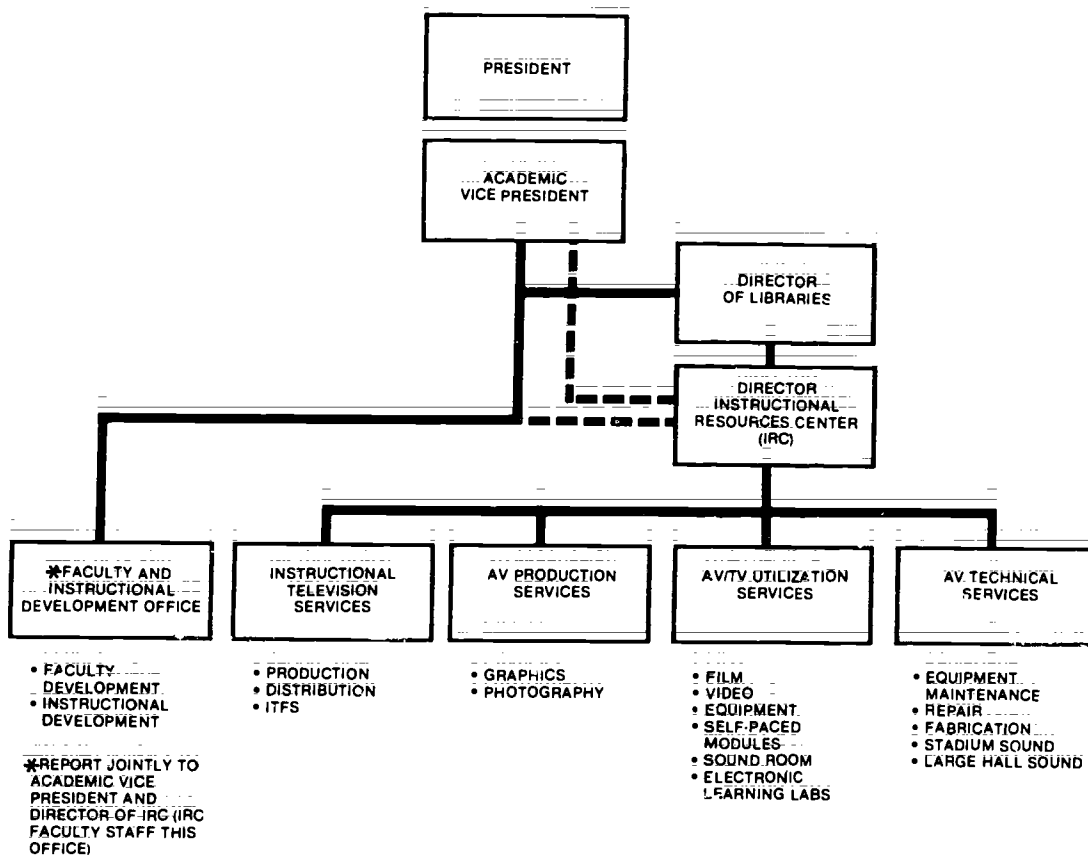 PRESIDENT
ACADEMIC
VICE PRESIDENT
DIRECTOR
OF LIBRARIES
DIRECTOR
INSTRUCTIONAL
RESOURCES CENTER
(IRC)
*FACULTY AND
INSTRUCTIONAL
DEVELOPMENT OFFICE
• FACULTY
DEVELOPMENT
• INSTRUCTIONAL
DEVELOPMENT
*REPORT JOINTLY TO
ACADEMIC VICE
PRESIDENT AND
DIRECTOR OF IRC (IRC
FACULTY STAFF THIS
OFFICE)
INSTRUCTIONAL
TELEVISION
SERVICES
• PRODUCTION
• DISTRIBUTION
• ITFS
AV PRODUCTION
SERVICES
• GRAPHICS
• PHOTOGRAPHY
AV/TV UTILIZATION
SERVICES
• FILM
• VIDEO
• EQUIPMENT
• SELF-PACED
MODULES
• SOUND ROOM
• ELECTRONIC
LEARNING LABS
AV TECHNICAL
SERVICES
• EQUIPMENT
MAINTENANCE
• REPAIR
• FABRICATION
• STADIUM SOUND
• LARGE HALL SOUND